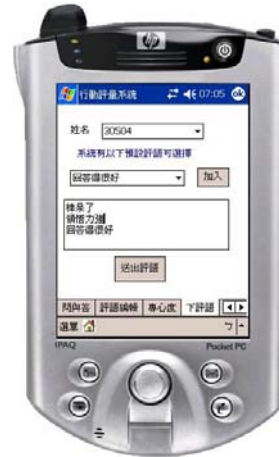 hp
行動評量系統 07:05 ok
姓名 30504
系統有以下預設評語可選擇
回答得很好 加入
棒呆了
領悟力強
回答得很好
送出評語
問與答 評語編輯 專心度 下評語
選單
iPAQ Pocket PC